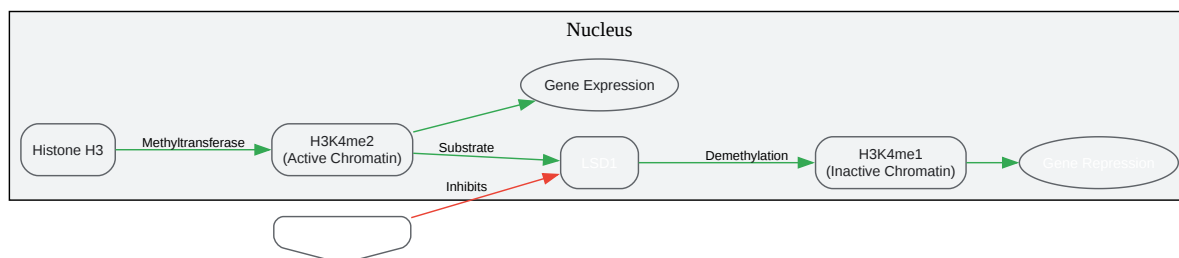 Nucleus
Gene Expression
Histone H3
Methyltransferase
H3K4me2
(Active Chromatin)
Substrate
LSD1
Demethylation
H3K4me1
(Inactive Chromatin)
Gene Repression
Inhibits